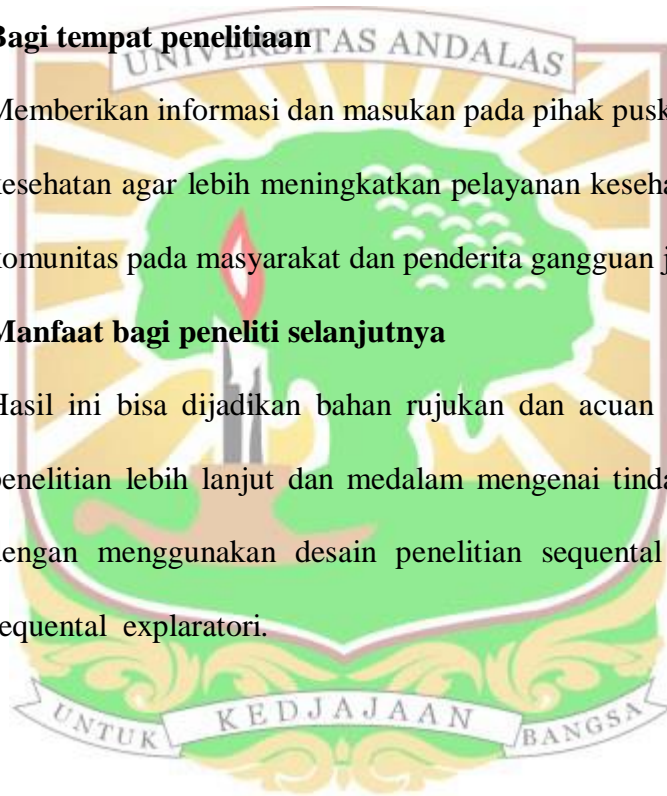 Bagi tempat penelitiaan
UNIVERSITAS ANDALAS
Memberikan informasi dan masukan pada pihak pusk
kesehatan agar lebih meningkatkan pelayanan keseha
komunitas pada masyarakat dan penderita gangguan j
Manfaat bagi peneliti selanjutnya
Hasil ini bisa dijadikan bahan rujukan dan acuan
penelitian lebih lanjut dan medalam mengenai tinda
dengan menggunakan desain penelitian sequental
sequental explaratori.
UNTUK KEDJAJAAN BANGSA